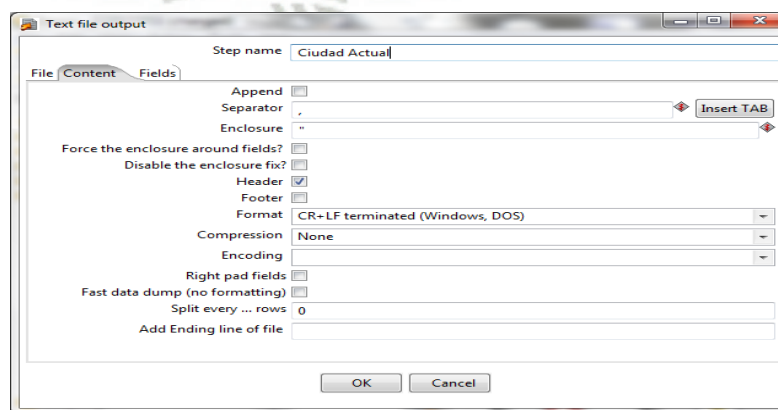 Text file output
Step name Ciudad Actual
File Content Fields
Append
Separator , Insert TAB
Enclosure "
Force the enclosure around fields?
Disable the enclosure fix?
Header
Footer
Format CR+LF terminated (Windows, DOS)
Compression None
Encoding
Right pad fields
Fast data dump (no formatting)
Split every ... rows 0
Add Ending line of file
OK Cancel